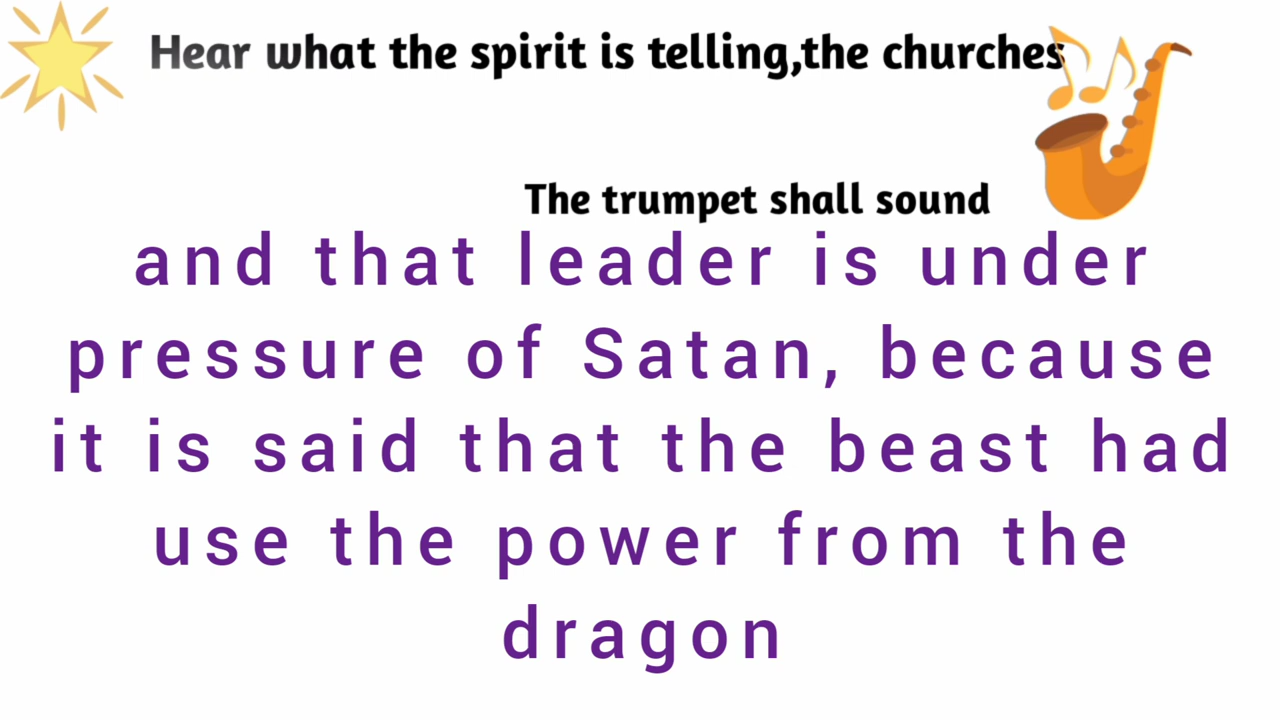 Hear what the spirit is telling,the churches
The trumpet shall sound
and that leader is under
pressure of Satan, because
it is said that the beast had
use the power from the
dragon